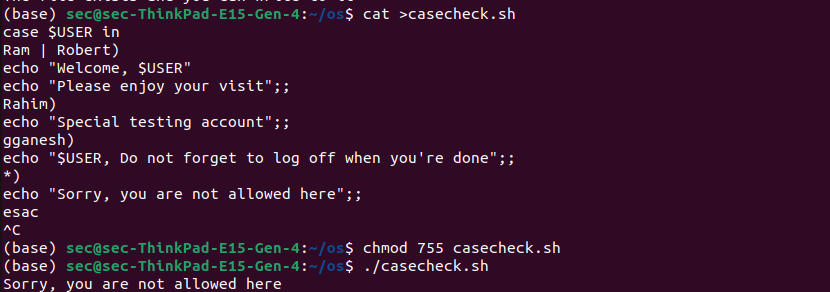 (base) sec@sec-ThinkPad-E15-Gen-4:~/os$ cat >casecheck.sh
case $USER in
Ram | Robert)
echo "Welcome, $USER"
echo "Please enjoy your visit";;
Rahim)
echo "Special testing account";;
gganesh)
echo "$USER, Do not forget to log off when you're done";;
*)
echo "Sorry, you are not allowed here";;
esac
^C
(base) sec@sec-ThinkPad-E15-Gen-4:~/os$ chmod 755 casecheck.sh
(base) sec@sec-ThinkPad-E15-Gen-4:~/os$ ./casecheck.sh
Sorry, you are not allowed here